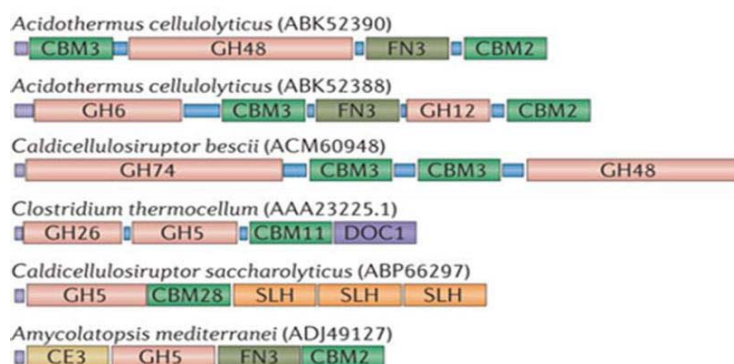 Acidothermus cellulolyticus (ABK52390)
CBM3 GH48 FN3 CBM2
Acidothermus cellulolyticus (ABK52388)
GH6 CBM3 FN3 GH12 CBM2
Caldicellulosiruptor bescii (ACM60948)
GH74 CBM3 CBM3 GH48
Clostridium thermocellum (AAA23225.1)
GH26 GH5 CBM11 DOC1
Caldicellulosiruptor saccharolyticus (ABP66297)
GH5 CBM28 SLH SLH SLH
Amycolatopsis mediterranei (ADJ49127)
CE3 GH5 FN3 CBM2